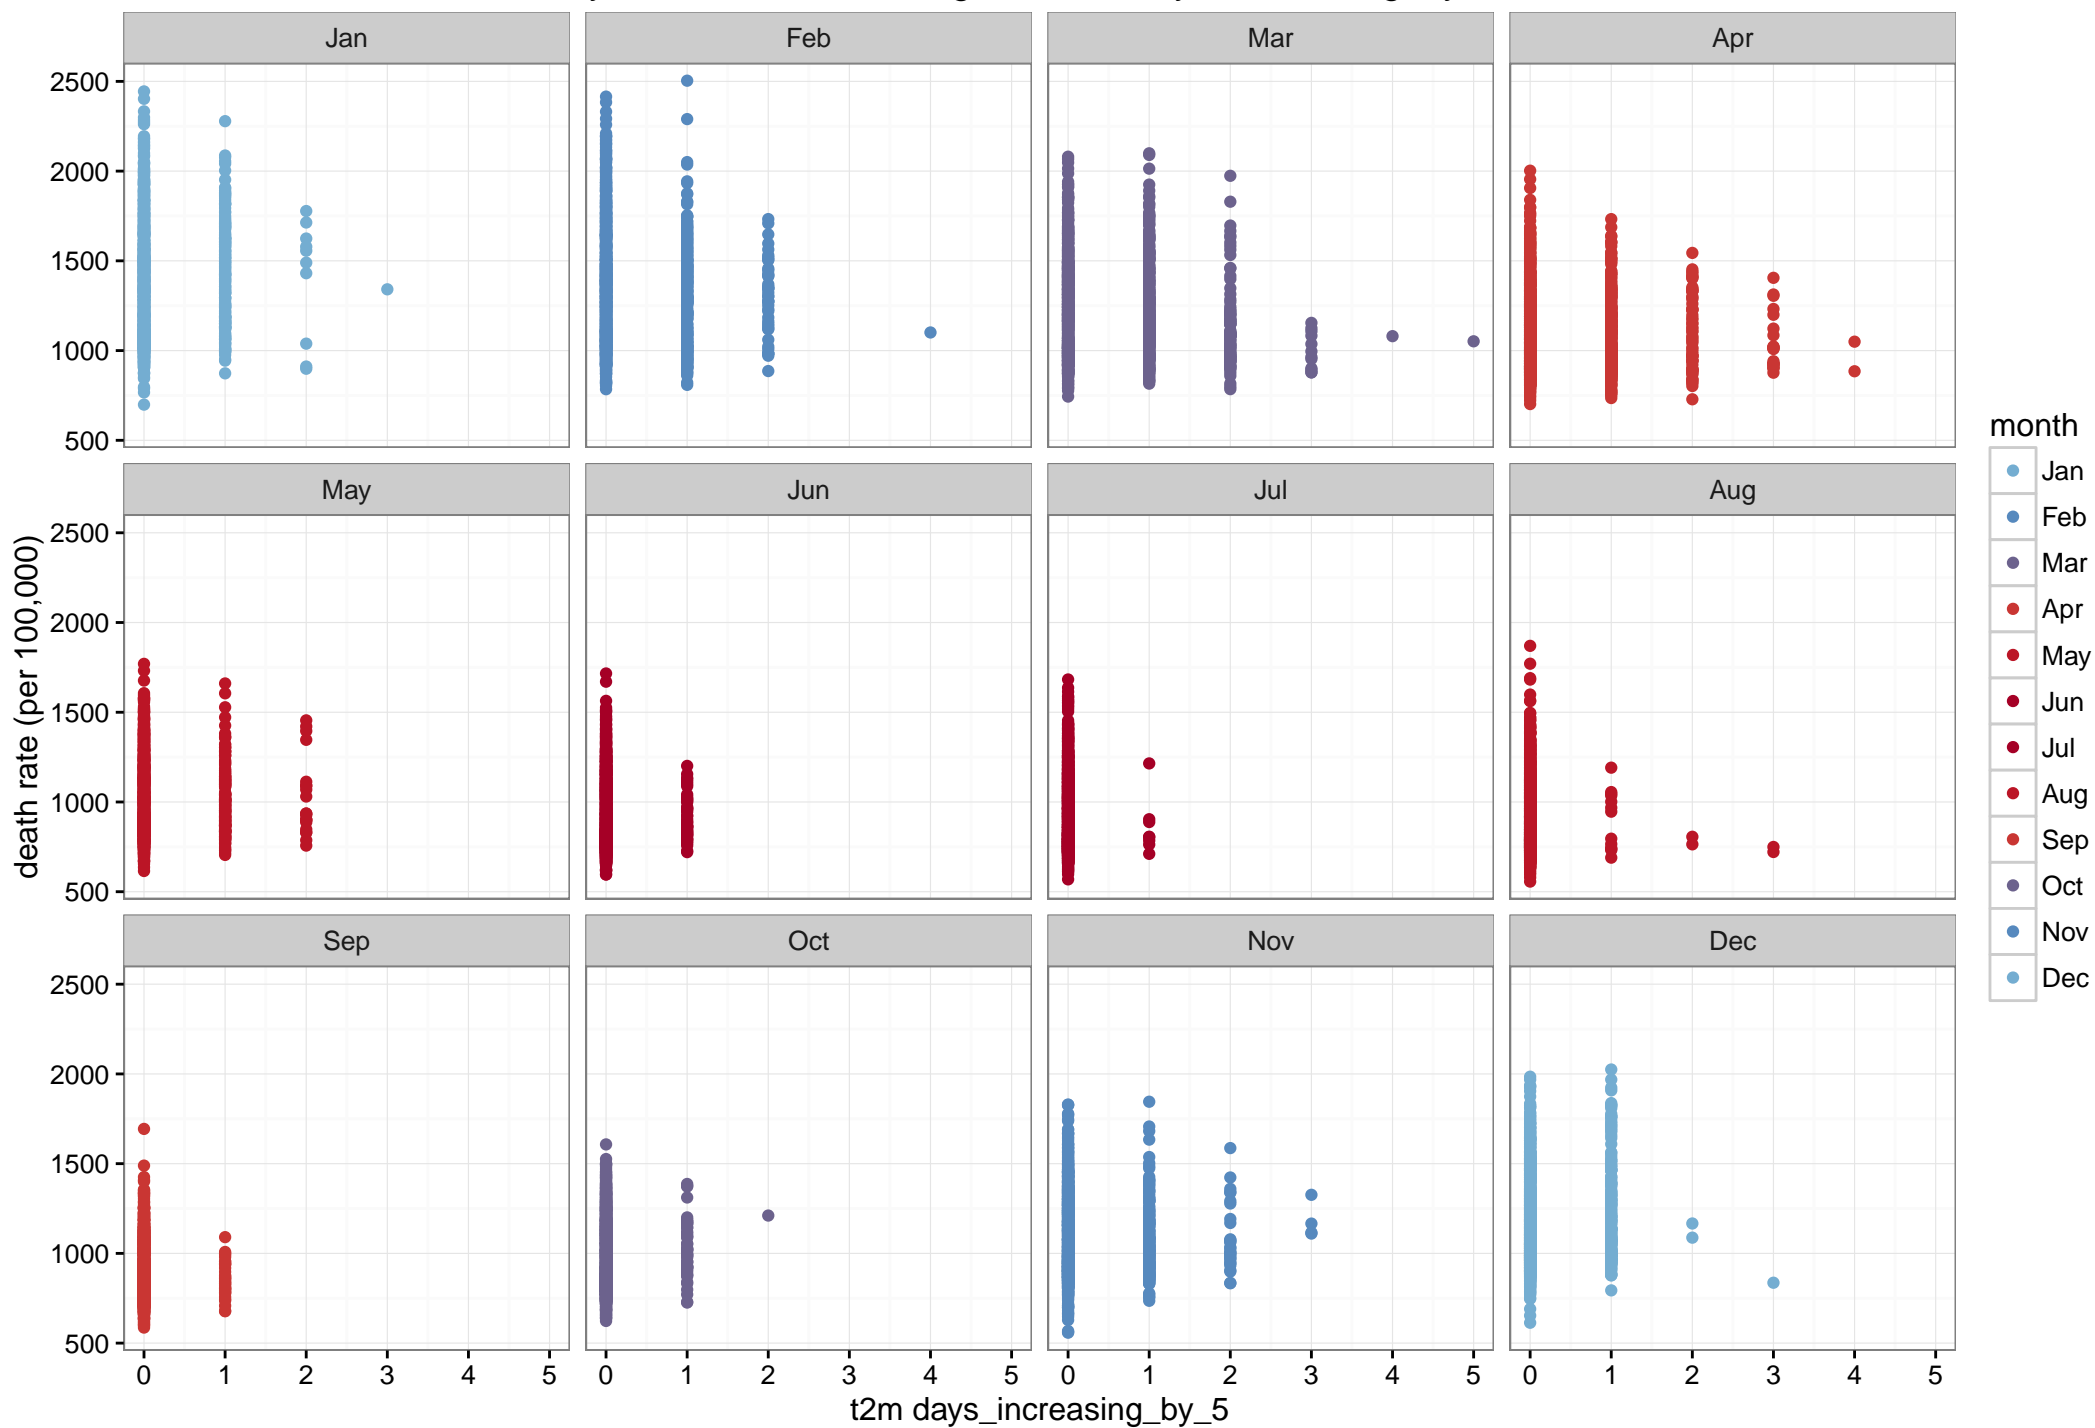 Jan Feb Mar Apr
2500
2000
1500
1000
500
May Jun Jul Aug
2500
2000
1500
1000
500
Sep Oct Nov Dec
2500
2000
1500
1000
500
0 1 2 3 4 5 0 1 2 3 4 5 0 1 2 3 4 5 0 1 2 3 4 5
t2m days_increasing_by_5
death rate (per 100,000)
month
Jan
Feb
Mar
Apr
May
Jun
Jul
Aug
Sep
Oct
Nov
Dec